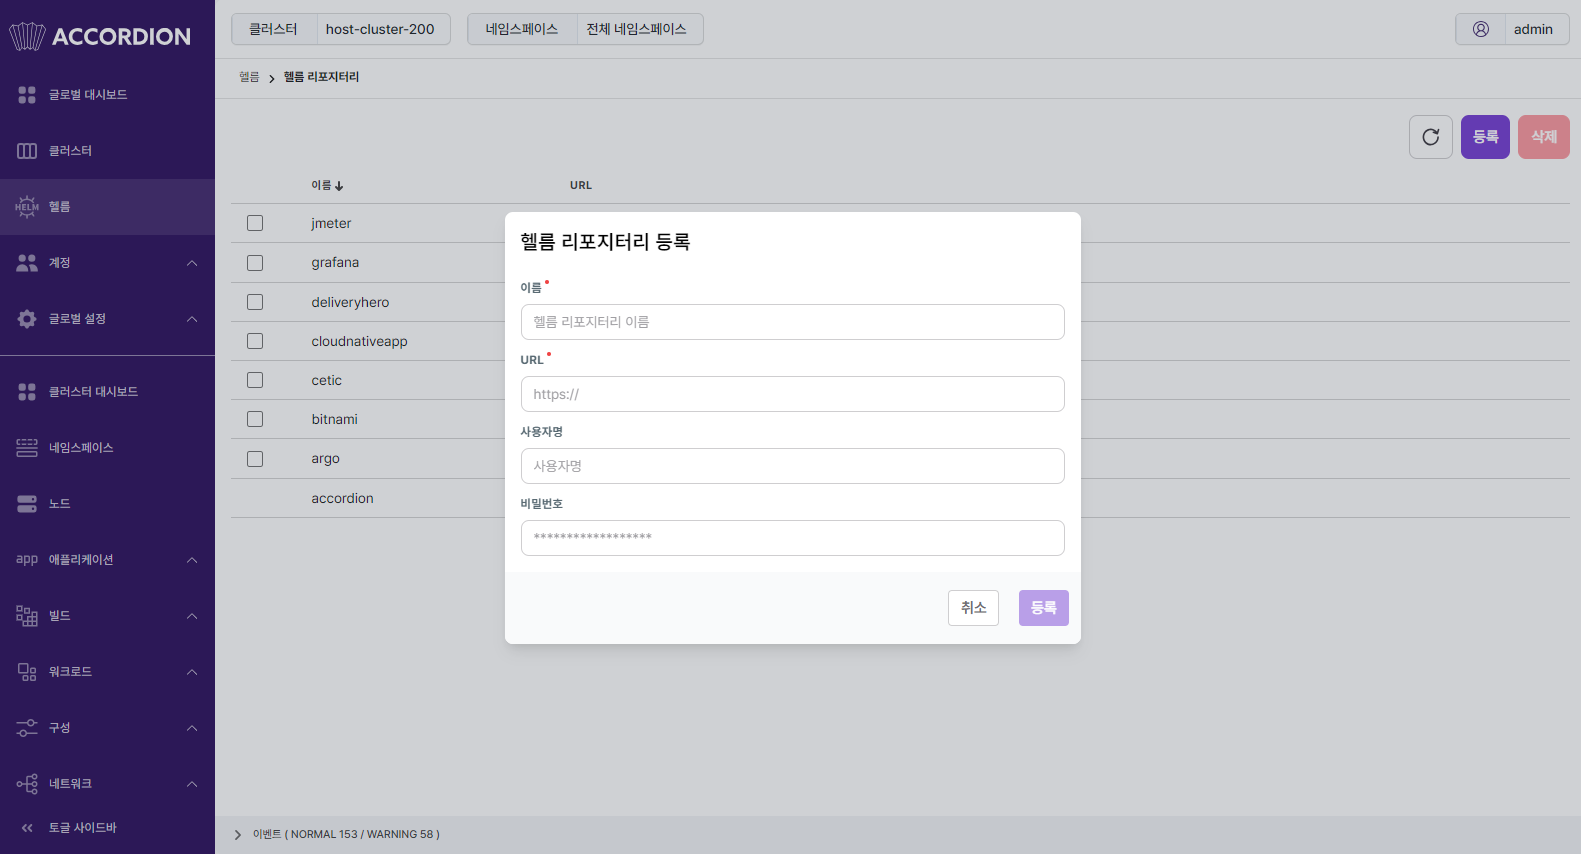 ACCORDION
글로벌 대시보드
클러스터
HELM 헬름
계정
글로벌 설정
클러스터 대시보드
네임스페이스
노드
app 애플리케이션
빌드
워크로드
구성
네트워크
토글 사이드바
클러스터 host-cluster-200 네임스페이스 전체 네임스페이스 admin
헬름 > 헬름 리포지터리
등록 삭제
이름 URL
jmeter
grafana
deliveryhero
cloudnativeapp
cetic
bitnami
argo
accordion
헬름 리포지터리 등록
이름
헬름 리포지터리 이름
URL
https://
사용자명
사용자명
비밀번호
******************
취소 등록
이벤트 ( NORMAL 153 / WARNING 58 )